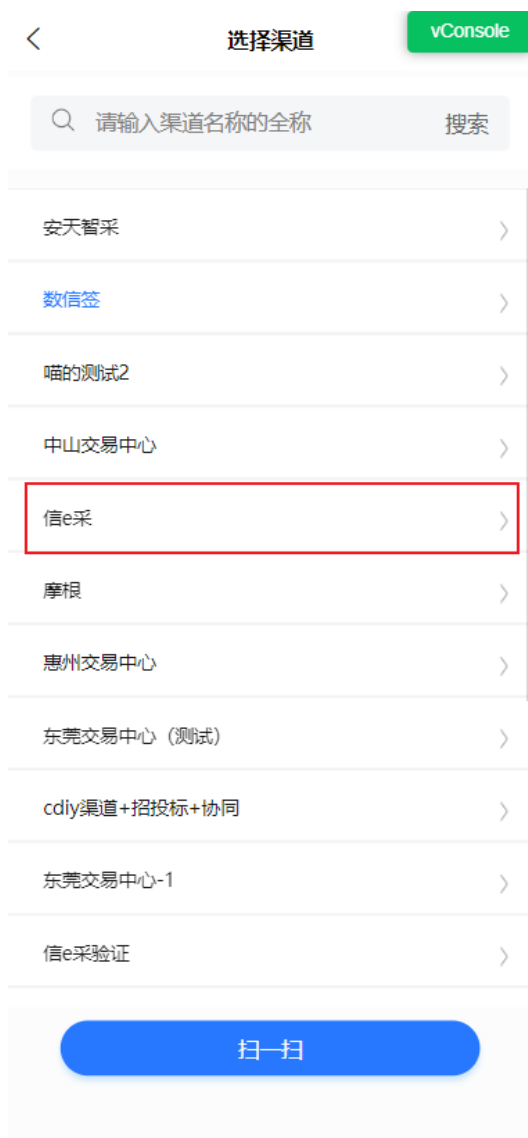 选择渠道
vConsole
请输入渠道名称的全称
搜索
安天智采
数信签
喵的测试2
中山交易中心
信e采
摩根
惠州交易中心
东莞交易中心（测试）
cdiy渠道+招投标+协同
东莞交易中心-1
信e采验证
扫一扫